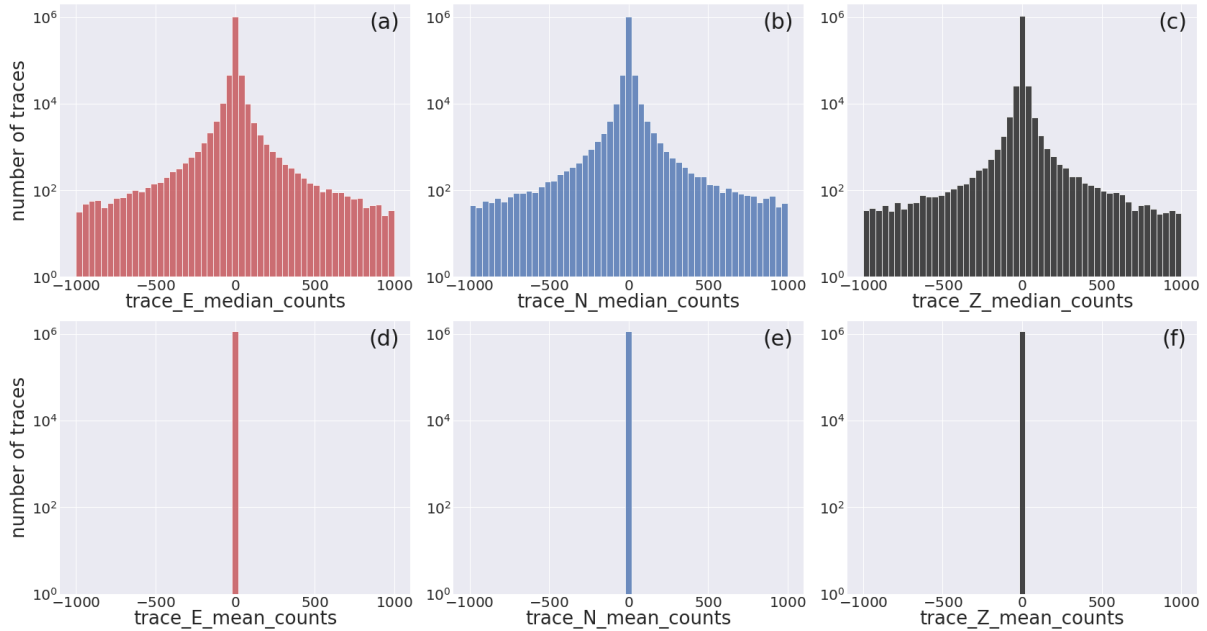 number of traces
10^6
10^4
10^2
10^0
(a)
−1000 −500 0 500 1000
trace_E_median_counts
10^6
10^4
10^2
10^0
(b)
−1000 −500 0 500 1000
trace_N_median_counts
10^6
10^4
10^2
10^0
(c)
−1000 −500 0 500 1000
trace_Z_median_counts
number of traces
10^6
10^4
10^2
10^0
(d)
−1000 −500 0 500 1000
trace_E_mean_counts
10^6
10^4
10^2
10^0
(e)
−1000 −500 0 500 1000
trace_N_mean_counts
10^6
10^4
10^2
10^0
(f)
−1000 −500 0 500 1000
trace_Z_mean_counts